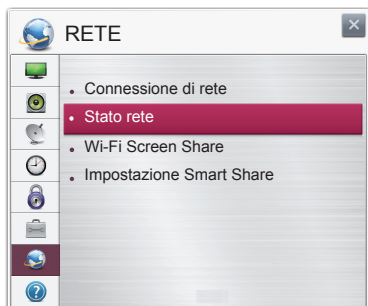 RETE
Connessione di rete
Stato rete
Wi-Fi Screen Share
Impostazione Smart Share